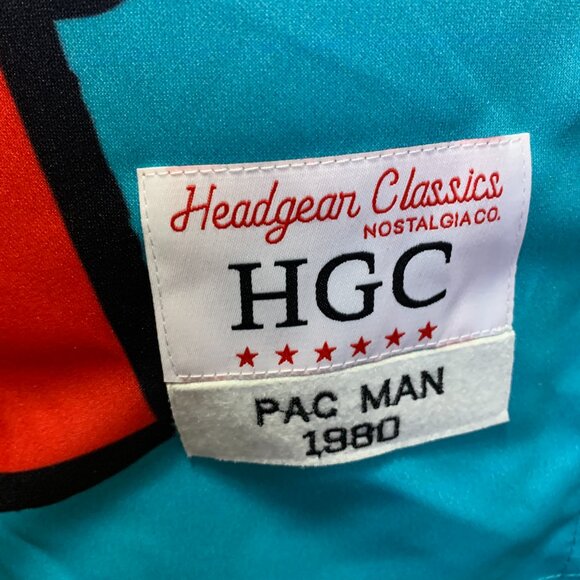 Headgear Classics
NOSTALGIA CO.
HGC
PAC MAN
1980